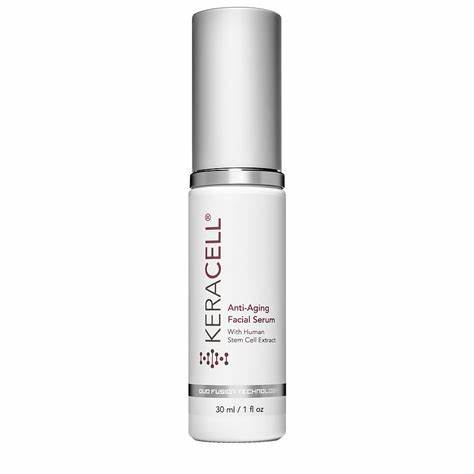 KERACELL®
Anti-Aging
Facial Serum
With Human
Stem Cell Extract
DUO FUSION TECHNOLOGY
30 ml / 1 fl oz